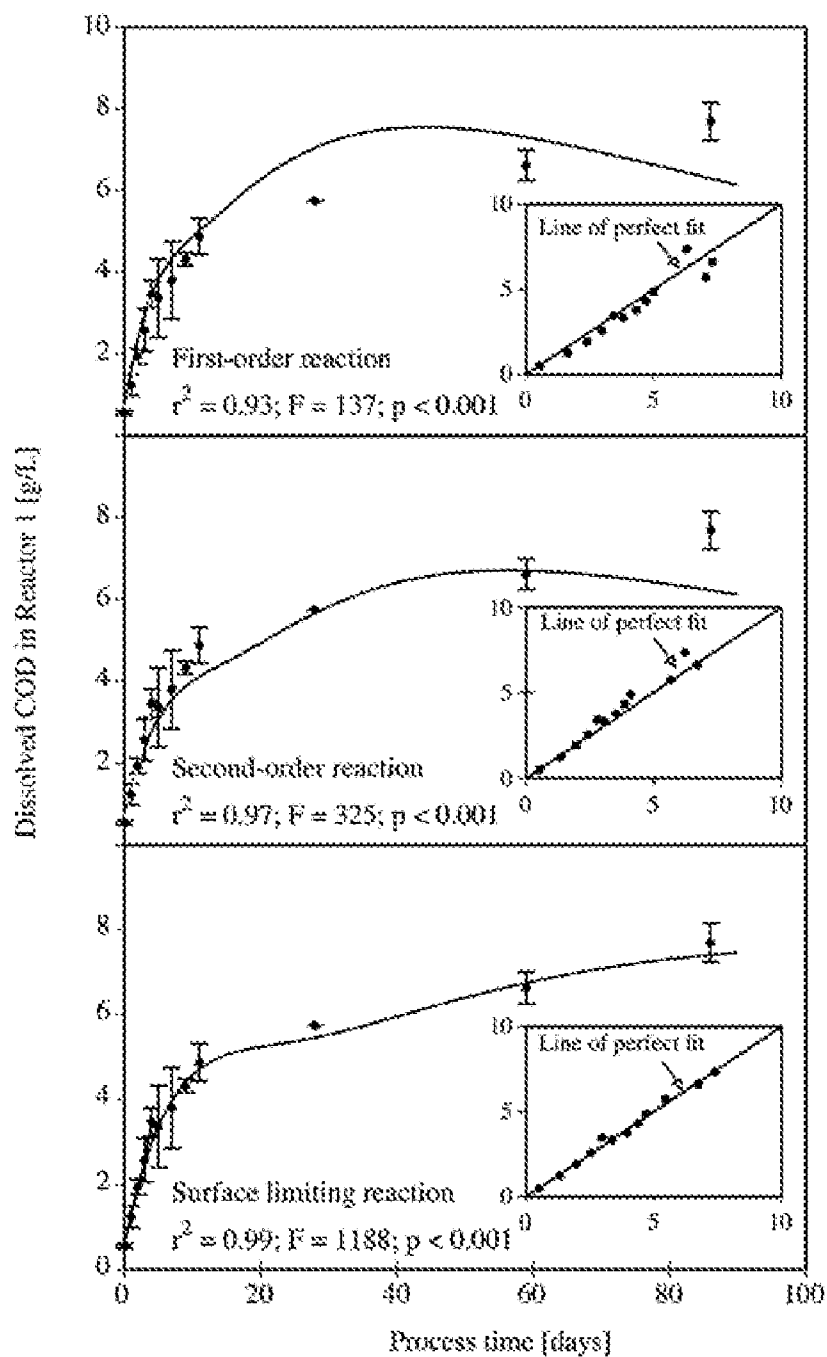 Dissolved COD in Reactor 1 [g/L]
10
8
6
4
2
First-order reaction
r² = 0.93; F = 137; p < 0.001
10
5
0
Line of perfect fit
0 5 10
8
6
4
2
Second-order reaction
r² = 0.97; F = 325; p < 0.001
10
5
0
Line of perfect fit
0 5 10
8
6
4
2
0
Surface limiting reaction
r² = 0.99; F = 1188; p < 0.001
10
5
0
Line of perfect fit
0 5 10
0 20 40 60 80 100
Process time [days]